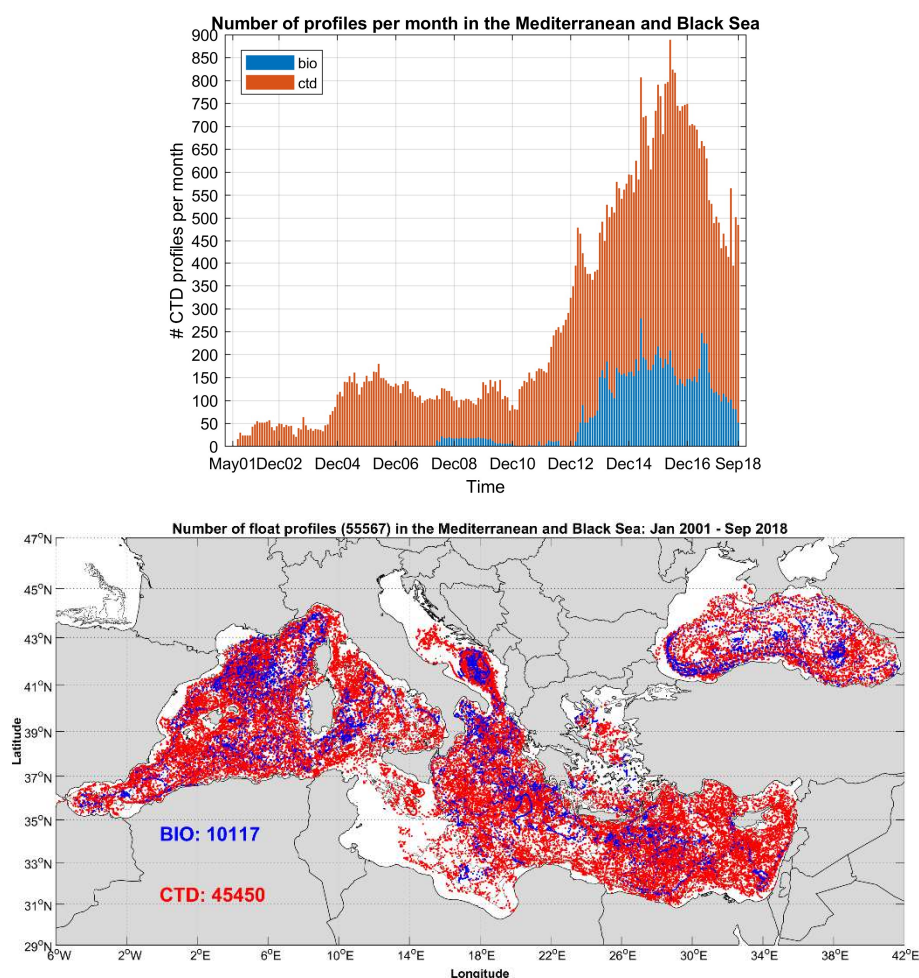 Number of profiles per month in the Mediterranean and Black Sea
900
850
800
750
700
650
600
550
500
450
400
350
300
250
200
150
100
50
0
# CTD profiles per month
bio
ctd
May01 Dec02 Dec04 Dec06 Dec08 Dec10 Dec12 Dec14 Dec16 Sep18
Time
Number of float profiles (55567) in the Mediterranean and Black Sea: Jan 2001 - Sep 2018
47°N
45°N
43°N
41°N
39°N
37°N
35°N
33°N
31°N
29°N
Latitude
BIO: 10117
CTD: 45450
6°W 2°W 2°E 6°E 10°E 14°E 18°E 22°E 26°E 30°E 34°E 38°E 42°E
Longitude